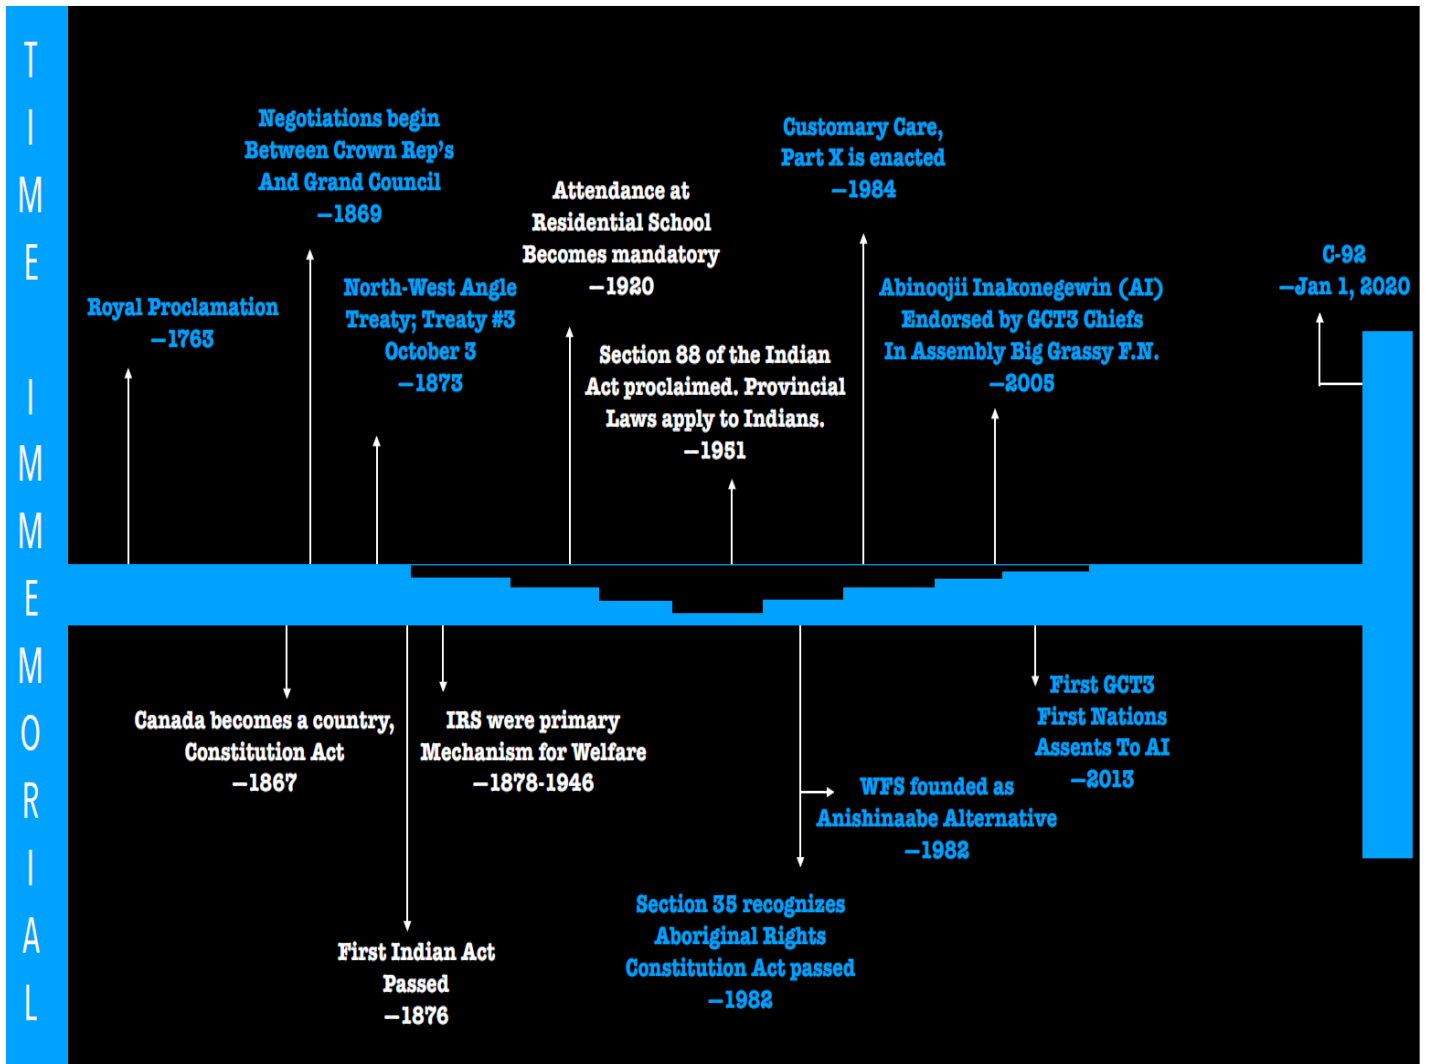 TIME IMMEMORIAL
Royal Proclamation
–1763
Negotiations begin
Between Crown Rep's
And Grand Council
–1869
North-West Angle
Treaty; Treaty #3
October 3
–1873
Attendance at
Residential School
Becomes mandatory
–1920
Section 88 of the Indian
Act proclaimed. Provincial
Laws apply to Indians.
–1951
Customary Care,
Part X is enacted
–1984
Abinoojii Inakonegewin (AI)
Endorsed by GCT3 Chiefs
In Assembly Big Grassy F.N.
–2005
C-92
–Jan 1, 2020
Canada becomes a country,
Constitution Act
–1867
First Indian Act
Passed
–1876
IRS were primary
Mechanism for Welfare
–1878-1946
Section 35 recognizes
Aboriginal Rights
Constitution Act passed
–1982
WFS founded as
Anishinaabe Alternative
–1982
First GCT3
First Nations
Assents To AI
–2013